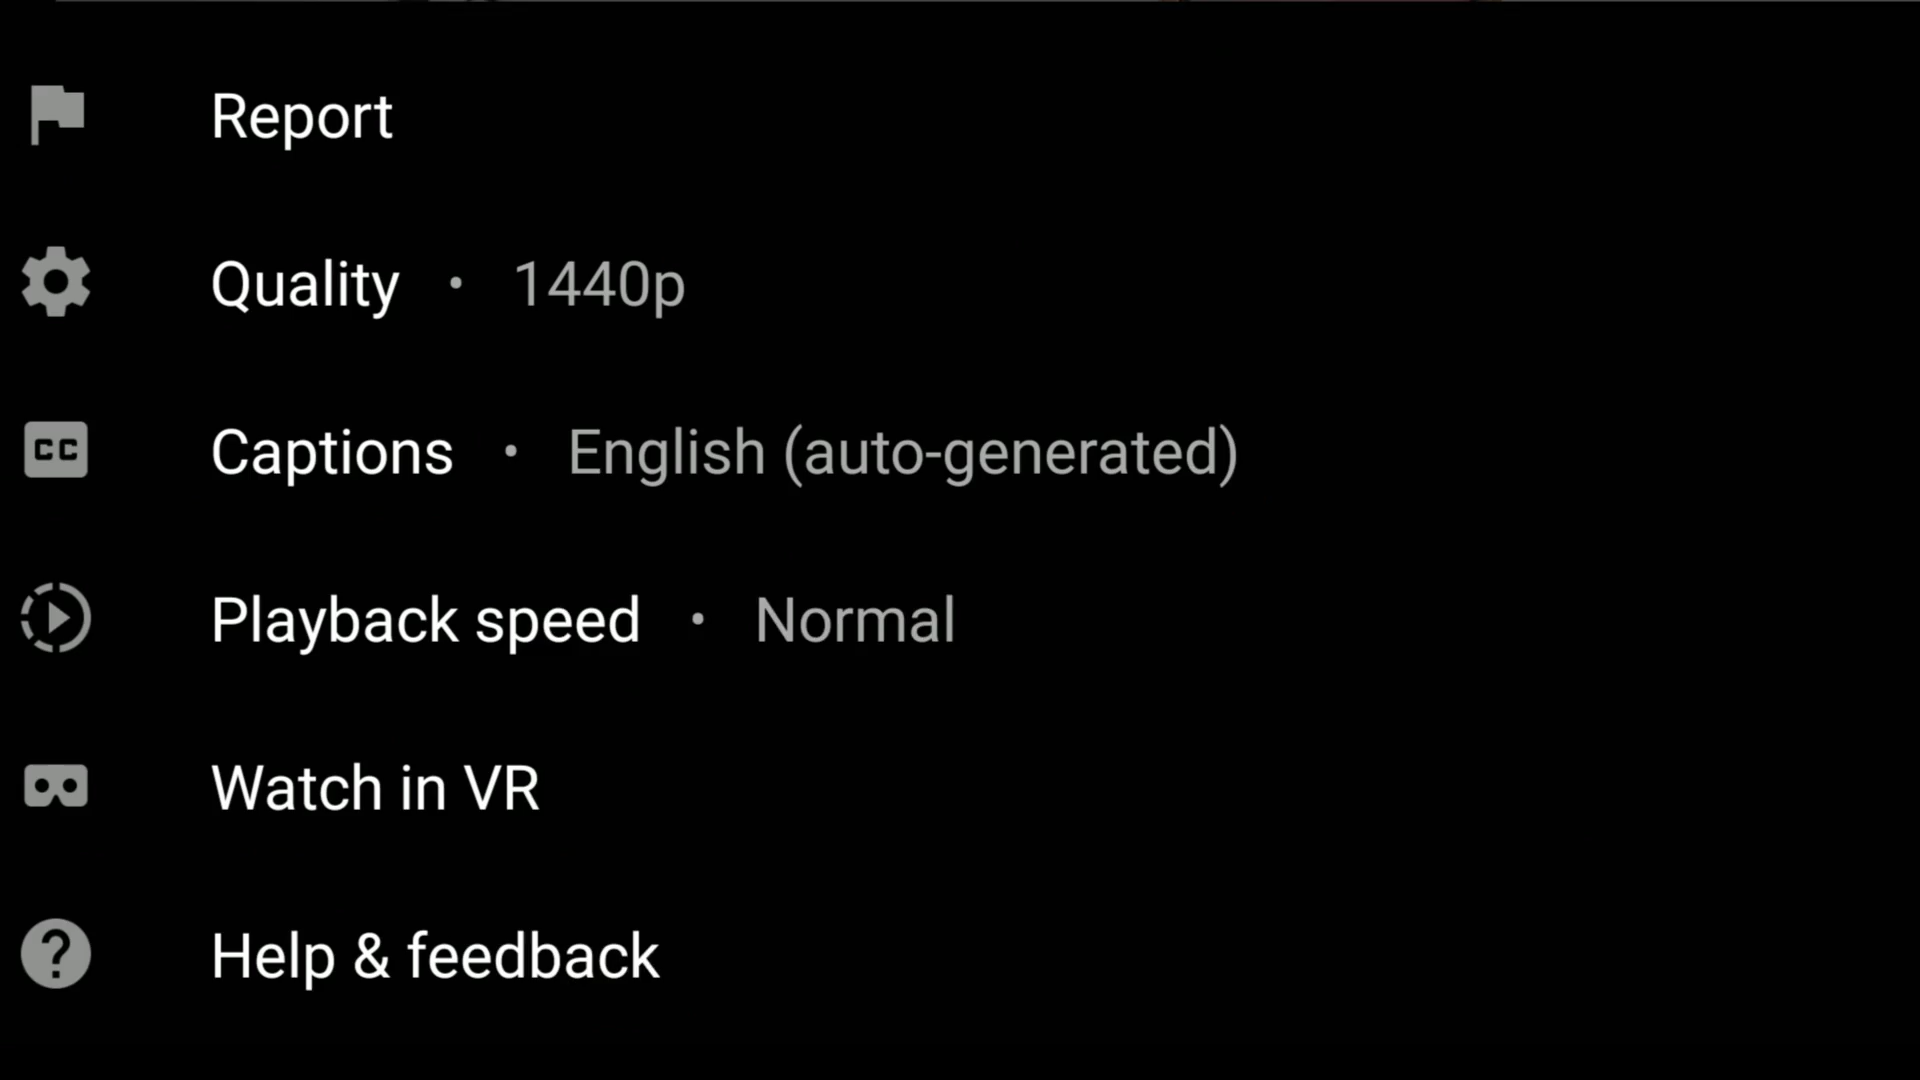 Report
Quality • 1440p
CC
Captions • English (auto-generated)
Playback speed • Normal
Watch in VR
?
Help & feedback